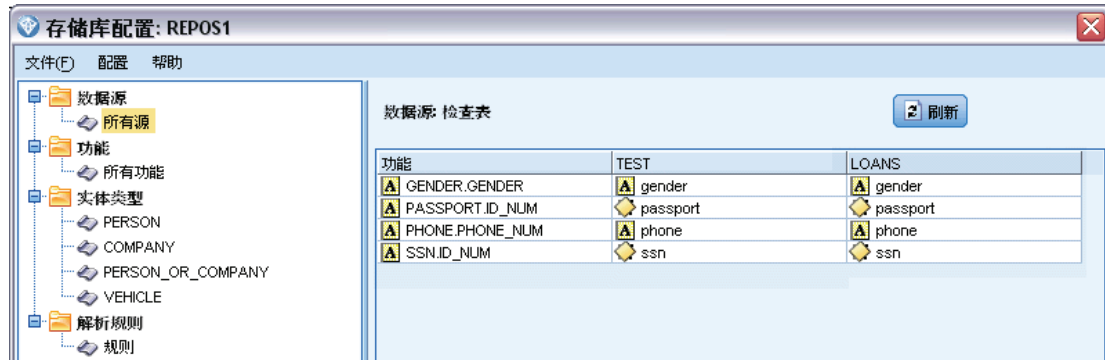 存储库配置: REPOS1
文件(F) 配置 帮助
数据源
所有源
功能
所有功能
实体类型
PERSON
COMPANY
PERSON_OR_COMPANY
VEHICLE
解析规则
规则
数据源: 检查表
刷新
功能 TEST LOANS
A GENDER.GENDER A gender A gender
A PASSPORT.ID_NUM passport passport
A PHONE.PHONE_NUM A phone A phone
A SSN.ID_NUM ssn ssn